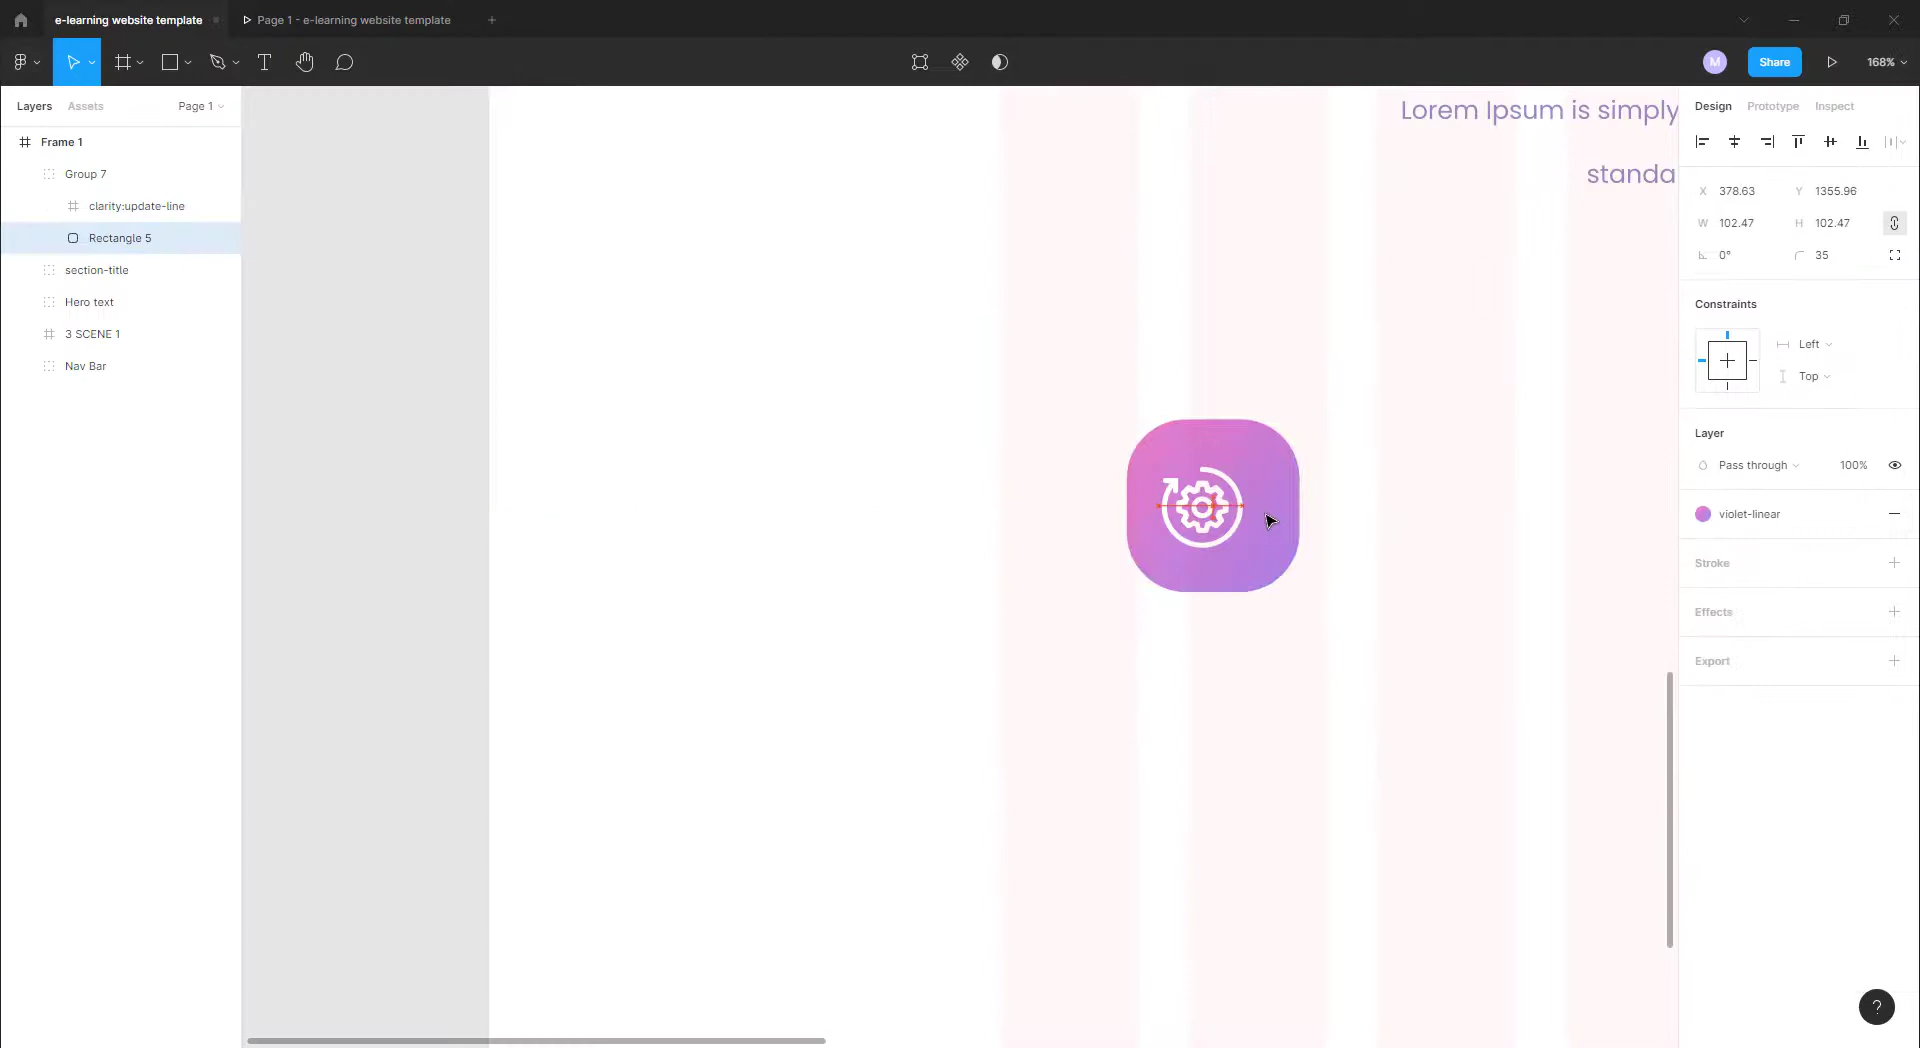 e-learning website template
Page 1 - e-learning website template
M
Share
168%
Layers
Assets
Page 1
Design
Prototype
Inspect
Frame 1
Group 7
clarity:update-line
Rectangle 5
section-title
Hero text
3 SCENE 1
Nav Bar
Lorem Ipsum is simply
standa
X 378.63 Y 1355.96
W 102.47 H 102.47
0° 35
Constraints
Left
Top
Layer
Pass through 100%
violet-linear
Stroke
Effects
Export
?